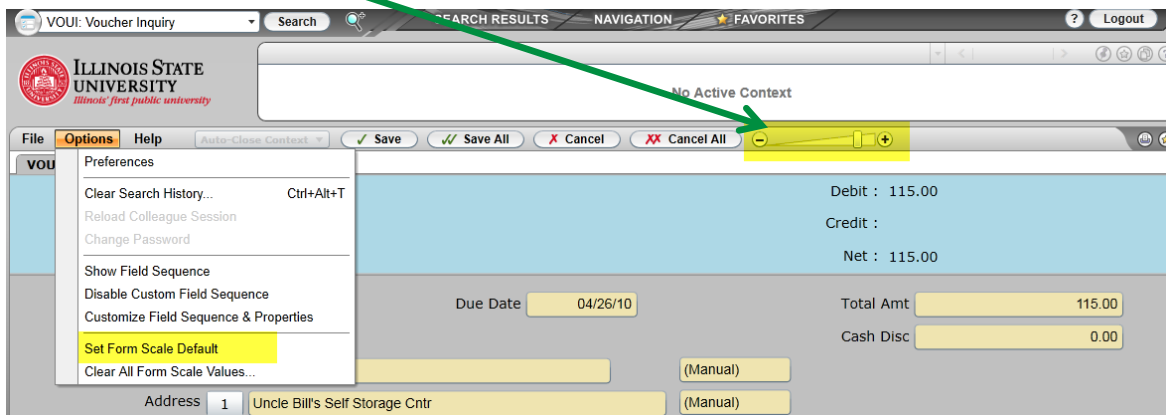 VOUI: Voucher Inquiry Search SEARCH RESULTS NAVIGATION FAVORITES ? Logout
ILLINOIS STATE
UNIVERSITY
Illinois' first public university
No Active Context
File Options Help Auto-Close Context Save Save All Cancel Cancel All
VOU
Preferences
Clear Search History... Ctrl+Alt+T
Reload Colleague Session
Change Password
Show Field Sequence
Disable Custom Field Sequence
Customize Field Sequence & Properties
Set Form Scale Default
Clear All Form Scale Values...
Debit : 115.00
Credit :
Net : 115.00
Due Date 04/26/10 Total Amt 115.00
Cash Disc 0.00
(Manual)
Address 1 Uncle Bill's Self Storage Cntr (Manual)